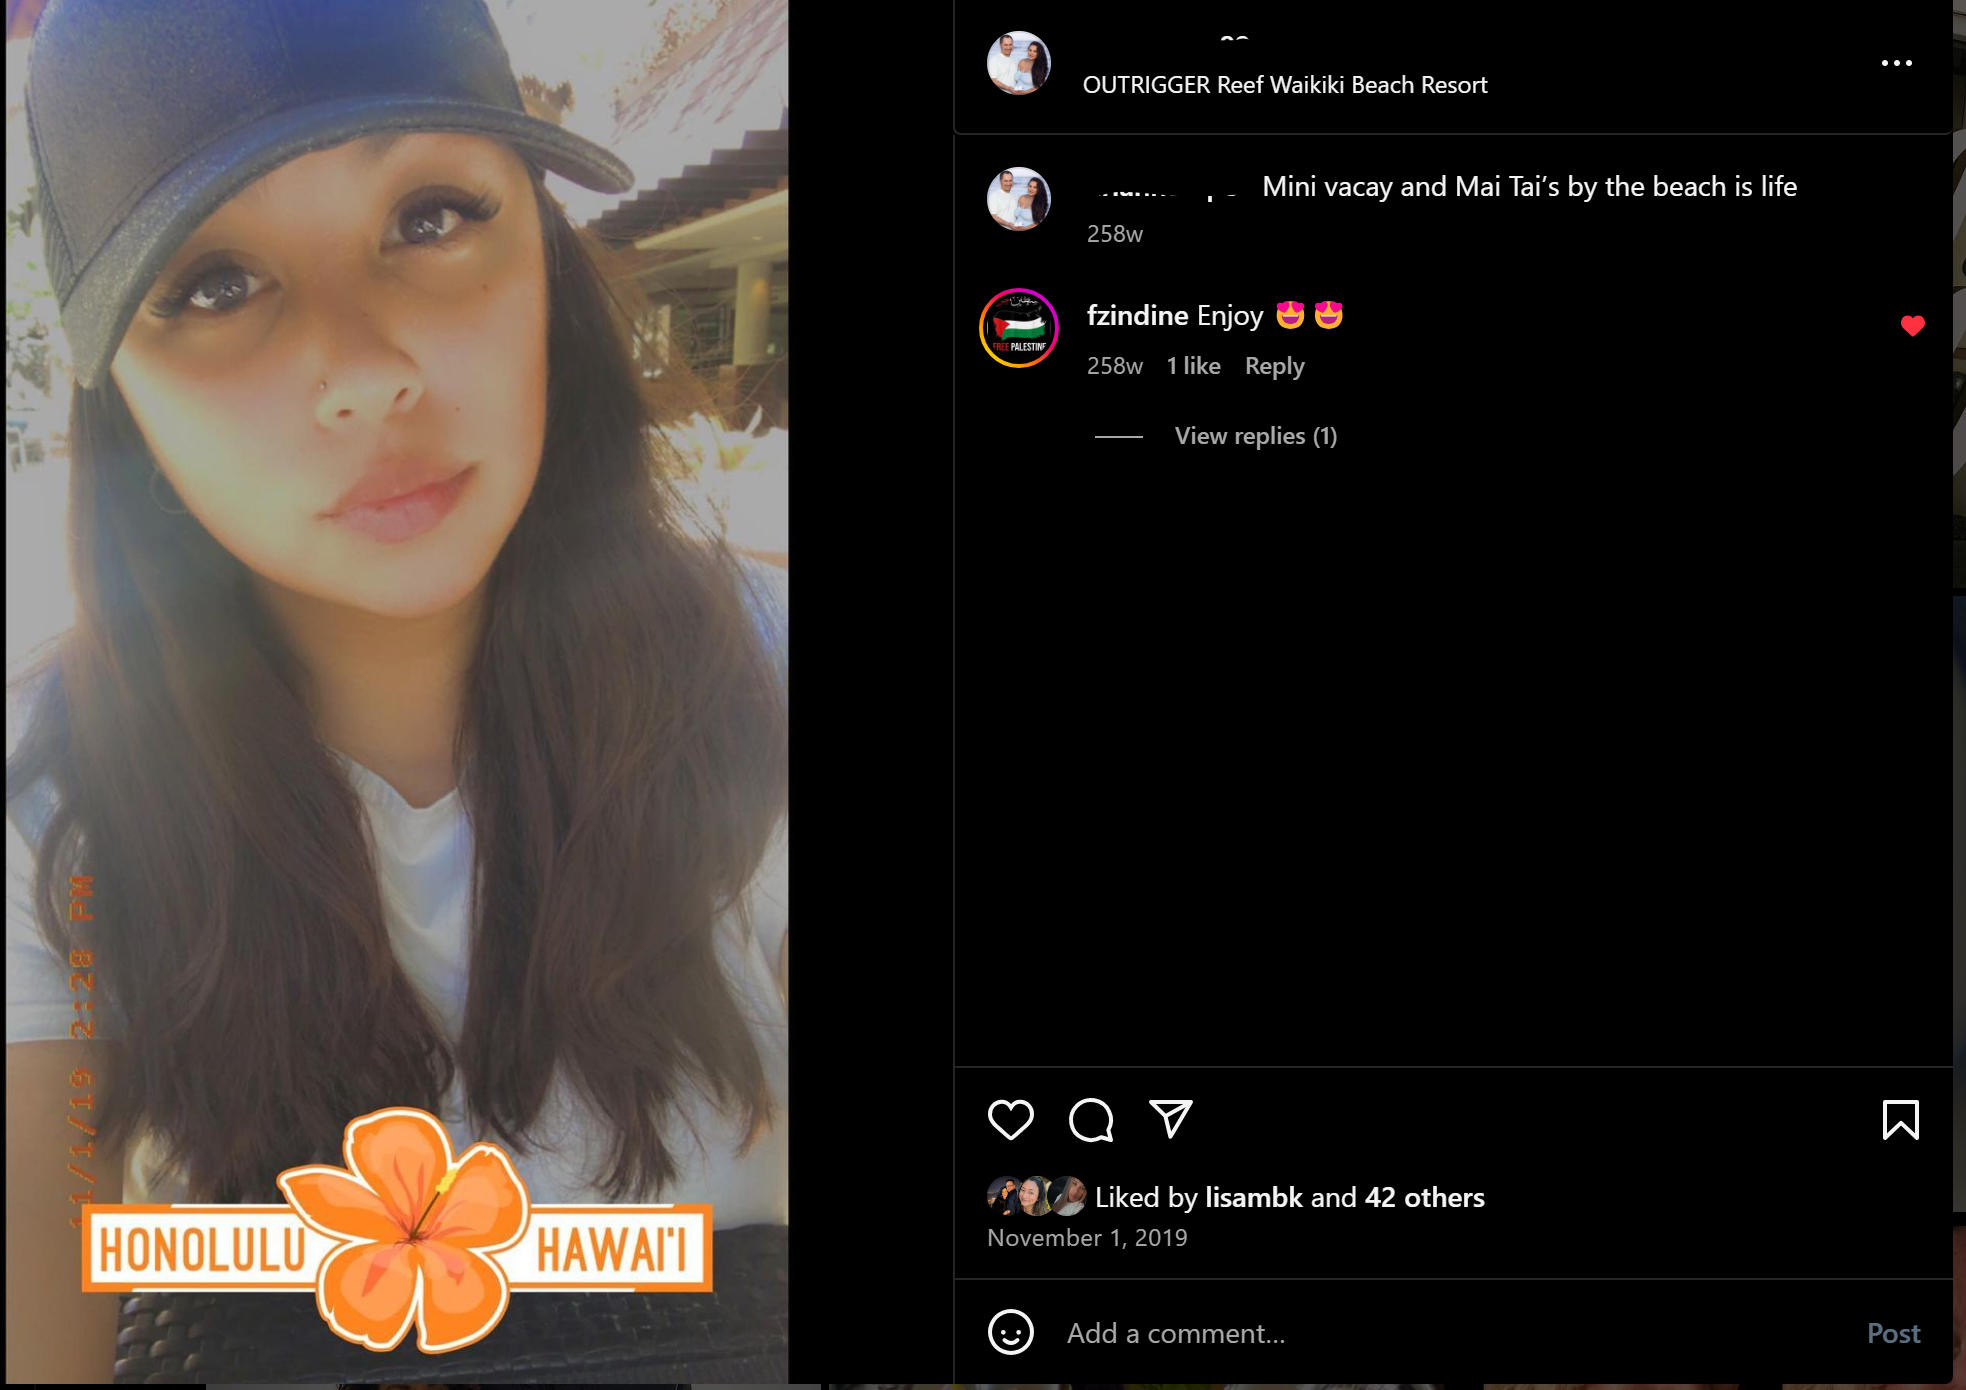 OUTRIGGER Reef Waikiki Beach Resort
Mini vacay and Mai Tai’s by the beach is life
258w
FREE PALESTINE
fzindine Enjoy 😍😍
258w 1 like Reply
View replies (1)
11/1/19 2:28 PM
HONOLULU HAWAI'I
Liked by lisambk and 42 others
November 1, 2019
Add a comment… Post